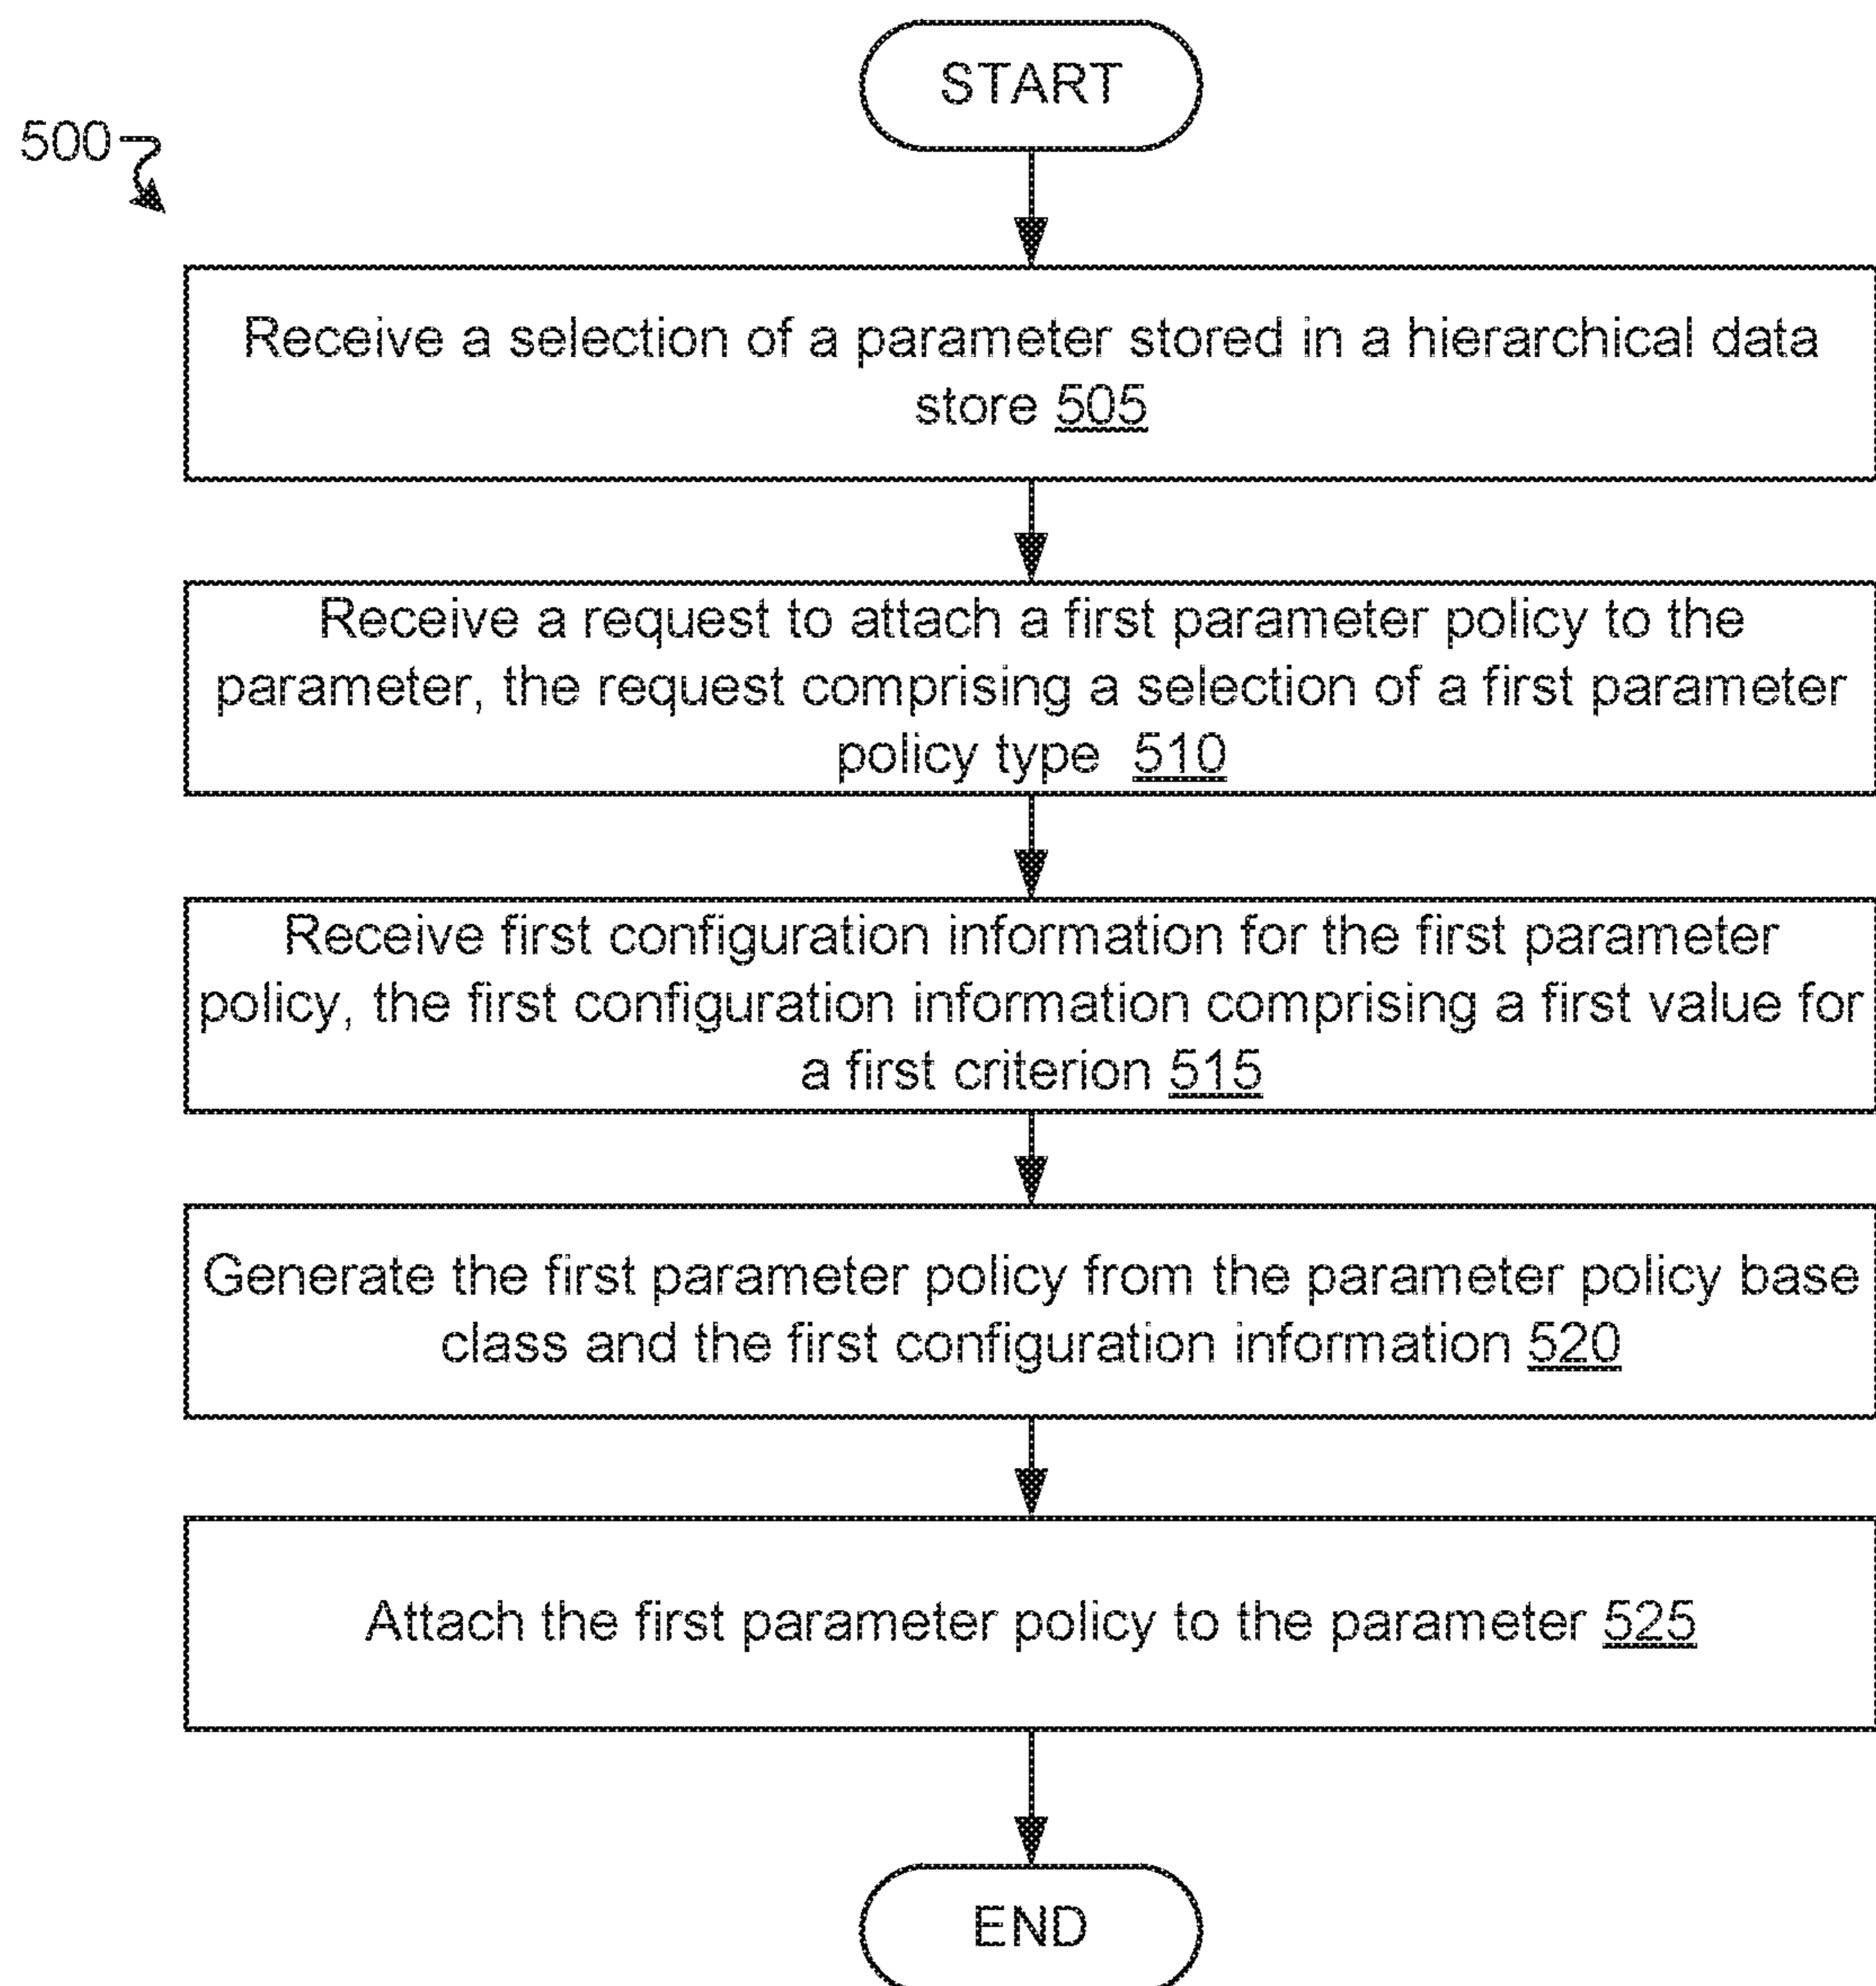 START
500
Receive a selection of a parameter stored in a hierarchical data
store 505
Receive a request to attach a first parameter policy to the
parameter, the request comprising a selection of a first parameter
policy type 510
Receive first configuration information for the first parameter
policy, the first configuration information comprising a first value for
a first criterion 515
Generate the first parameter policy from the parameter policy base
class and the first configuration information 520
Attach the first parameter policy to the parameter 525
END